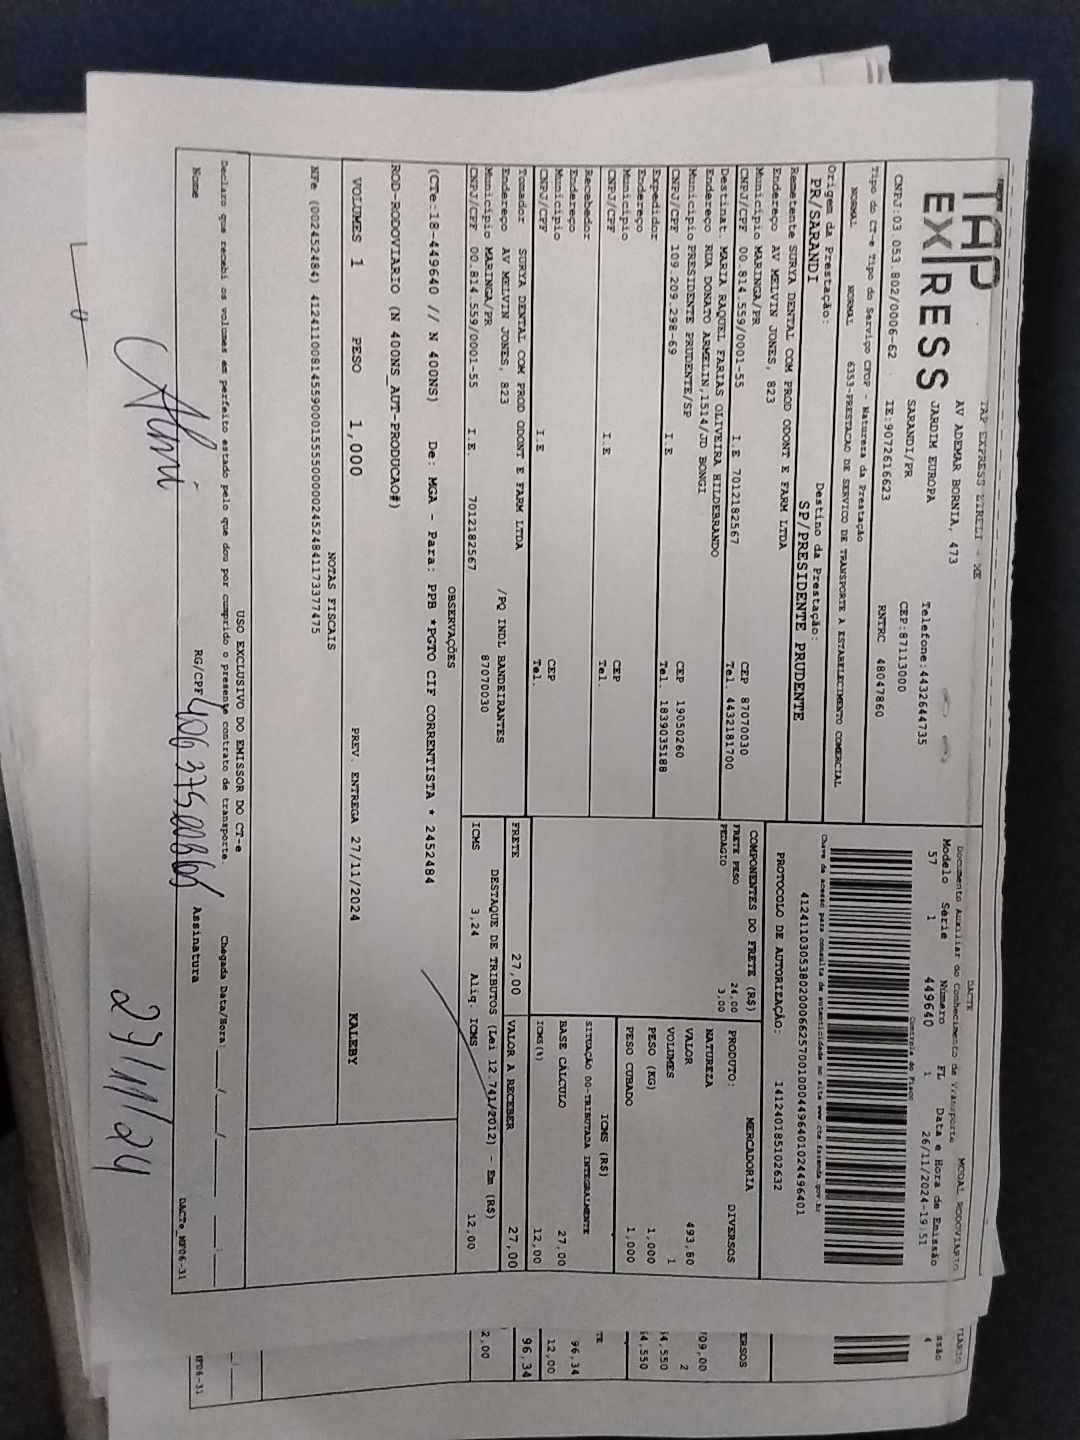 TAP
EXPRESS
TAP EXPRESS EIRELI - ME
AV ADEMAR BORNIA, 473
JARDIM EUROPA
SARANDI/PR
IE:9072616623
Telefone:4432644735
CEP:87113000
RNTRC 48047860
CNPJ:03.053.802/0006-62
Tipo do CT-e Tipo do Serviço CFOP - Natureza da Prestação
NORMAL NORMAL 6353-PRESTACAO DE SERVICO DE TRANSPORTE A ESTABELECIMENTO COMERCIAL
Origem da Prestação: Destino da Prestação:
PR/SARANDI SP/PRESIDENTE PRUDENTE
DACTE MODAL RODOVIARIO
Documento Auxiliar do Conhecimento de Transporte
Modelo Série Número FL Data e Hora de Emissão
57 1 449640 1 26/11/2024-19:51
Controle do Fisco
41241103053802000662570010004496401024496401
Chave de acesso para consulta de autenticidade no site www.cte.fazenda.gov.br
PROTOCOLO DE AUTORIZAÇÃO: 141240185102632
Remetente SURYA DENTAL COM PROD ODONT E FARM LTDA
Endereço AV MELVIN JONES, 823
Município MARINGA/PR CEP 87070030
CNPJ/CPF 00.814.559/0001-55 I.E 7012182567 Tel. 4432181700
Destinat. MARIA RAQUEL FARIAS OLIVEIRA HILDEBRANDO
Endereço RUA DONATO ARMELIN,1514/JD BONGI
Município PRESIDENTE PRUDENTE/SP CEP 19050260
CNPJ/CPF 109.209.298-69 I.E Tel. 1839035188
Expedidor
Endereço
Município CEP
CNPJ/CPF I.E Tel.
Recebedor
Endereço
Município CEP
CNPJ/CPF I.E Tel.
Tomador SURYA DENTAL COM PROD ODONT E FARM LTDA
Endereço AV MELVIN JONES, 823 /PQ INDL BANDEIRANTES
Município MARINGA/PR 87070030
CNPJ/CPF 00.814.559/0001-55 I.E. 7012182567
COMPONENTES DO FRETE (R$)
FRETE PESO 24,00
PEDAGIO 3,00
PRODUTO: MERCADORIA
NATUREZA DIVERSOS
VALOR 493,80
VOLUMES 1
PESO (KG) 1,000
PESO CUBADO 1,000
ICMS (R$)
SITUAÇÃO 00-TRIBUTADA INTEGRALMENTE
BASE CÁLCULO 27,00
ICMS(%) 12,00
FRETE 27,00 VALOR A RECEBER 27,00
DESTAQUE DE TRIBUTOS (Lei 12.741/2012) - Em (R$)
ICMS 3,24 Aliq. ICMS 12,00
OBSERVAÇÕES
(CTe:18-449640 // N 400NS) De: MGA - Para: PPB *PGTO CIF CORRENTISTA * 2452484
ROD-RODOVIARIO (N 400NS_AUT-PRODUCAO#)
VOLUMES 1 PESO 1,000 PREV. ENTREGA 27/11/2024 KALEBY
NOTAS FISCAIS
NFe (002452484) 41241100814559000155550000024524841173377475
USO EXCLUSIVO DO EMISSOR DO CT-e
Declaro que recebi os volumes em perfeito estado pelo que dou por cumprido o presente contrato de transporte. Chegada Data/Hora:__/__/__ __:__
Nome RG/CPF Assinatura
DACTe_MP06-31
27/11/24
96,34
12,00
96,34